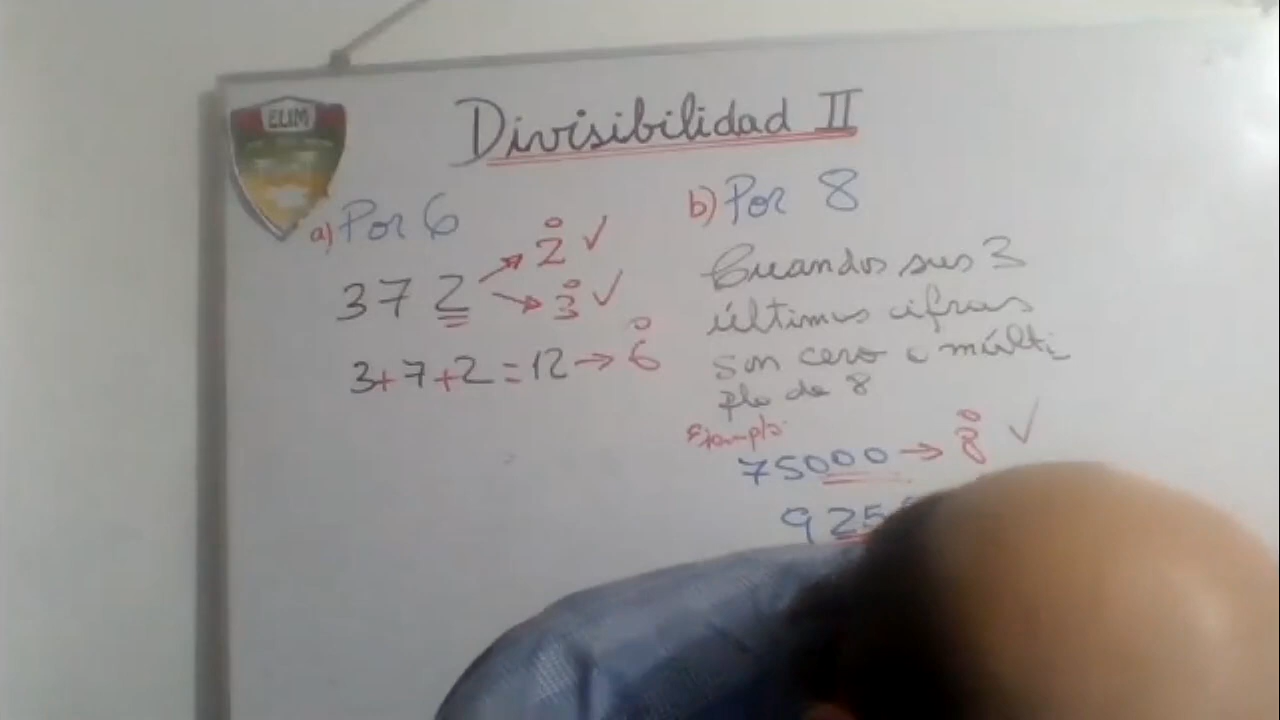 ELIM
Divisibilidad II
a) Por 6
372 → 2° ✓
→ 3° ✓
3+7+2=12 → 6°
b) Por 8
Cuando sus 3
últimas cifras
son cero o múlti
plo de 8
Ejemplo:
75000 → 8° ✓
925